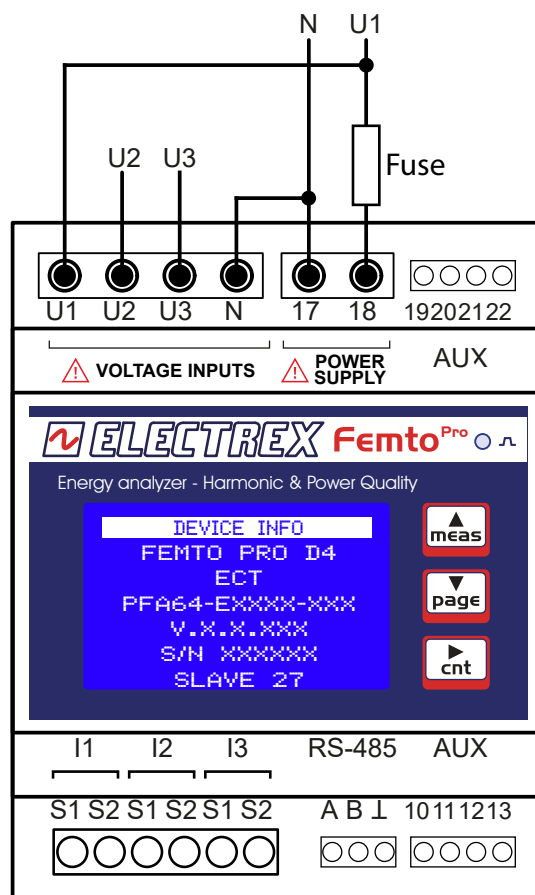 N U1
U2 U3
Fuse
U1 U2 U3 N 17 18 19202122
VOLTAGE INPUTS
POWER
SUPPLY
AUX
ELECTREX FemtoPro
Energy analyzer - Harmonic & Power Quality
DEVICE INFO
FEMTO PRO D4
ECT
PFA64-EXXXX-XXX
V.X.X.XXX
S/N XXXXXX
SLAVE 27
meas
page
cnt
I1 I2 I3 RS-485 AUX
S1 S2 S1 S2 S1 S2 A B ⊥ 10111213